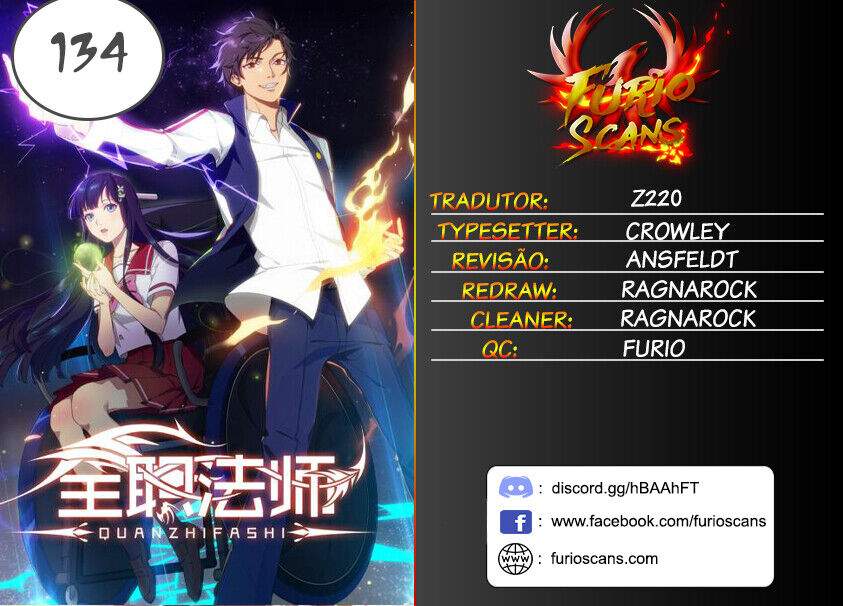 134
全职法师
QUANZHIFASHI
FURIO
SCANS
TRADUTOR: Z220
TYPESETTER: CROWLEY
REVISÃO: ANSFELDT
REDRAW: RAGNAROCK
CLEANER: RAGNAROCK
QC: FURIO
: discord.gg/hBAAhFT
f : www.facebook.com/furioscans
www : furioscans.com